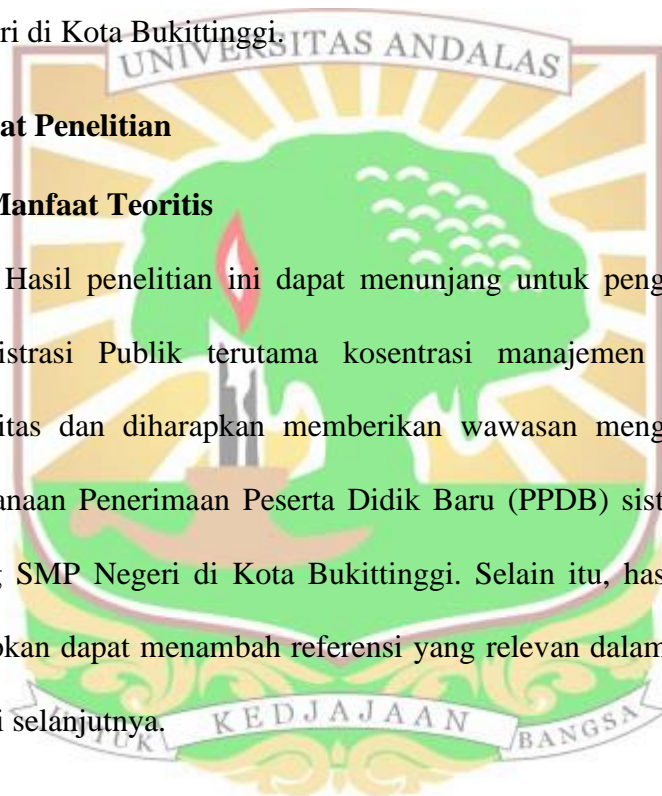 ri di Kota Bukittinggi.
UNIVERSITAS ANDALAS
at Penelitian
Manfaat Teoritis
Hasil penelitian ini dapat menunjang untuk peng
istrasi Publik terutama kosentrasi manajemen
itas dan diharapkan memberikan wawasan meng
anaan Penerimaan Peserta Didik Baru (PPDB) sist
SMP Negeri di Kota Bukittinggi. Selain itu, has
kan dapat menambah referensi yang relevan dalam
i selanjutnya.
UNTUK KEDJAJAAN BANGSA